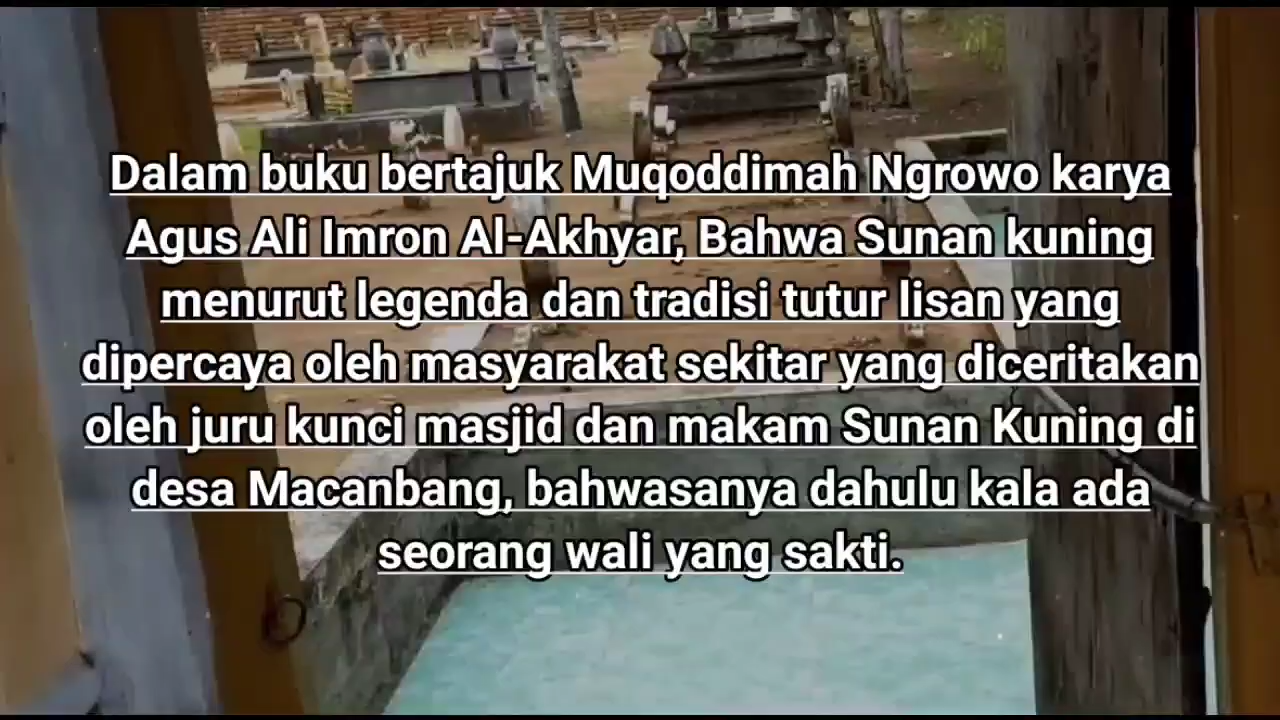 Dalam buku bertajuk Muqoddimah Ngrowo karya
Agus Ali Imron Al-Akhyar, Bahwa Sunan kuning
menurut legenda dan tradisi tutur lisan yang
dipercaya oleh masyarakat sekitar yang diceritakan
oleh juru kunci masjid dan makam Sunan Kuning di
desa Macanbang, bahwasanya dahulu kala ada
seorang wali yang sakti.